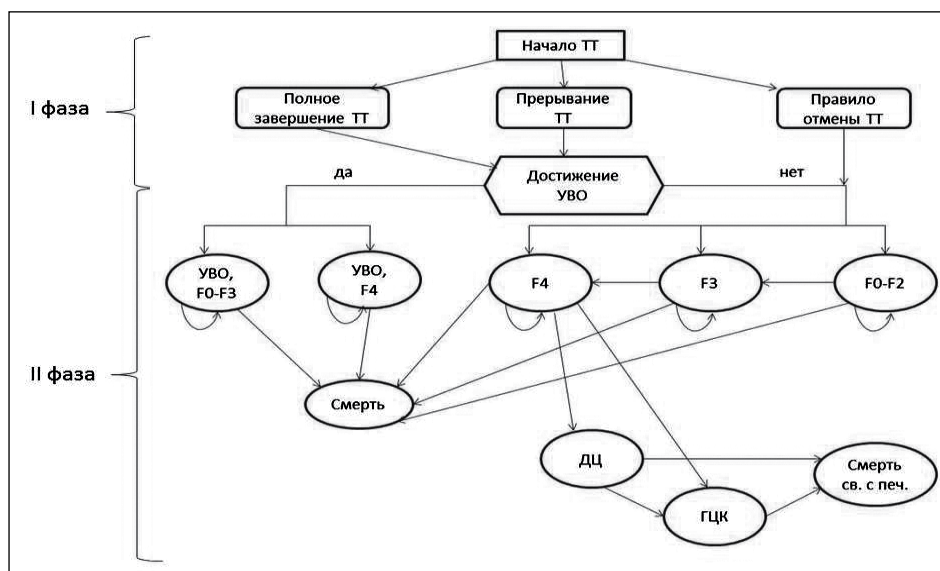 I фаза
Начало ТТ
Полное
завершение ТТ
Прерывание
ТТ
Правило
отмены ТТ
да
Достижение
УВО
нет
II фаза
УВО,
F0-F3
УВО,
F4
F4
F3
F0-F2
Смерть
ДЦ
ГЦК
Смерть
св. с печ.